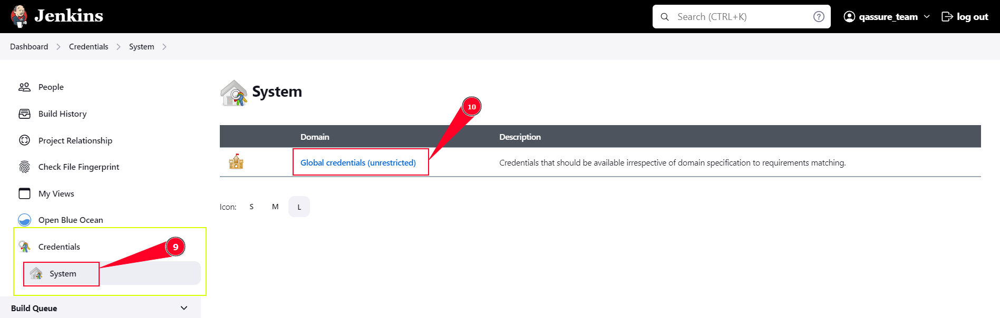 Jenkins
Search (CTRL+K)
?
qassure_team
log out
Dashboard
Credentials
System
People
Build History
Project Relationship
Check File Fingerprint
My Views
Open Blue Ocean
Credentials
9
System
Build Queue
System
10
Domain Description
Global credentials (unrestricted) Credentials that should be available irrespective of domain specification to requirements matching.
Icon: S M L